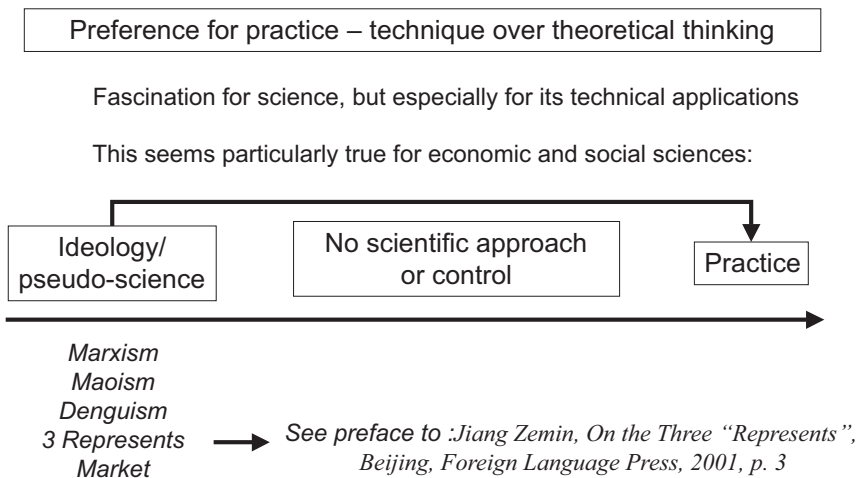 Preference for practice – technique over theoretical thinking
Fascination for science, but especially for its technical applications
This seems particularly true for economic and social sciences:
Ideology/
pseudo-science
No scientific approach
or control
Practice
Marxism
Maoism
Denguism
3 Represents
Market
See preface to :Jiang Zemin, On the Three “Represents”,
Beijing, Foreign Language Press, 2001, p. 3